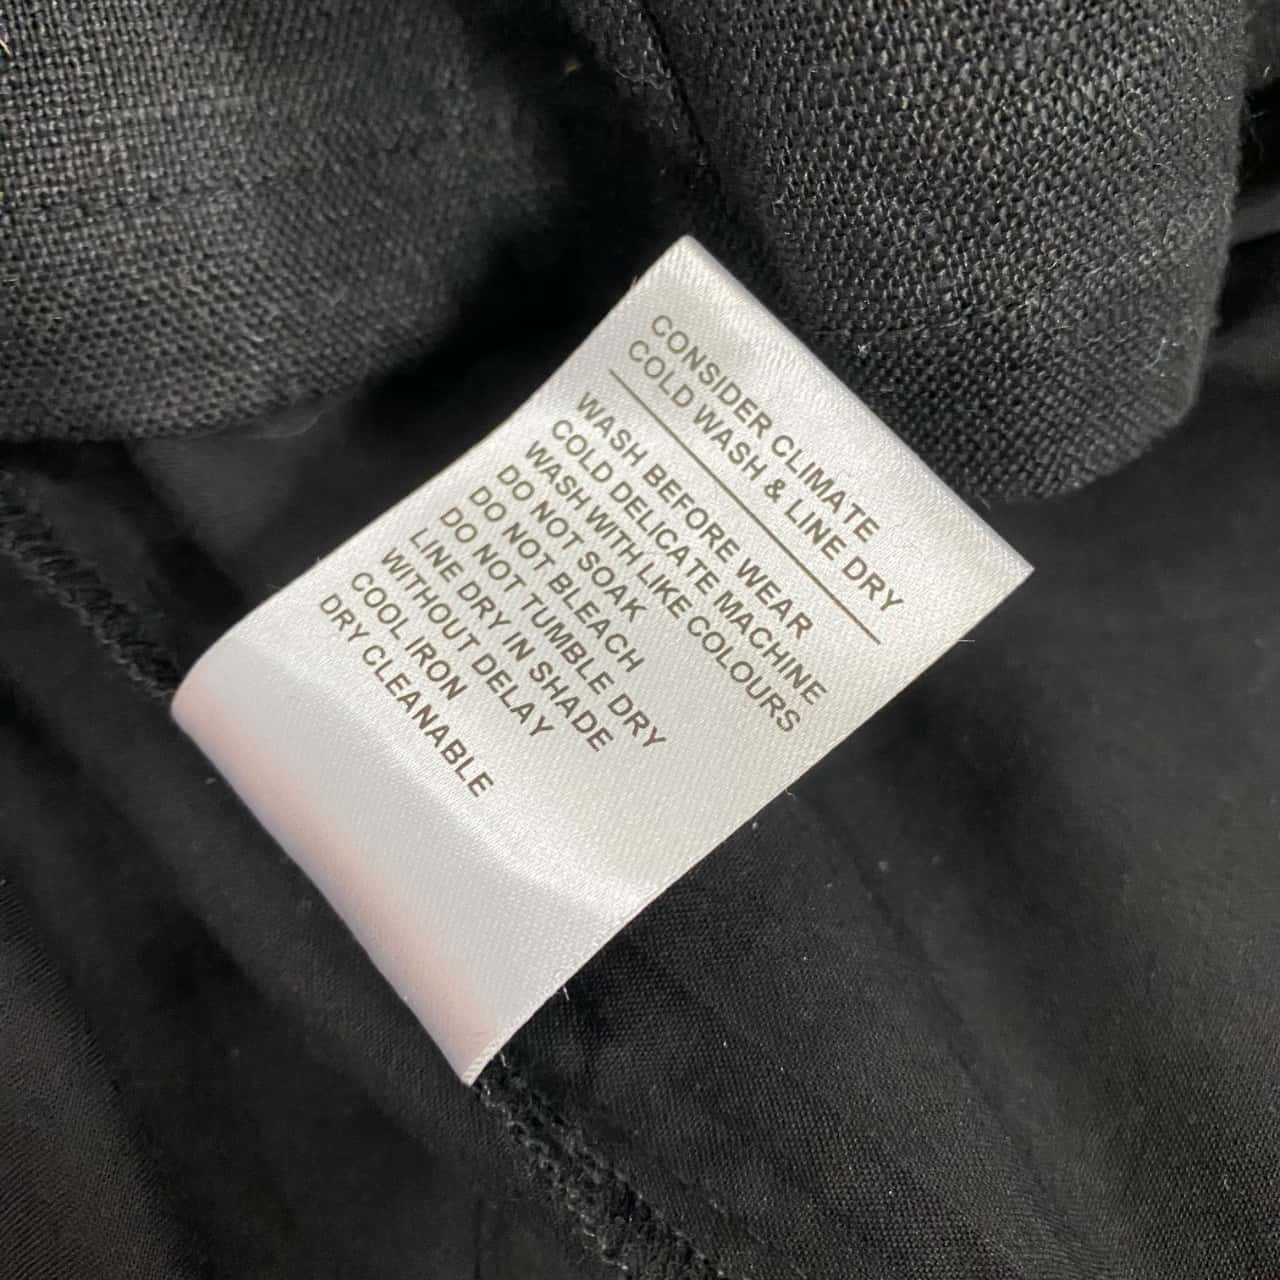 CONSIDER CLIMATE
COLD WASH & LINE DRY
WASH BEFORE WEAR
COLD DELICATE MACHINE
WASH WITH LIKE COLOURS
DO NOT SOAK
DO NOT BLEACH
DO NOT TUMBLE DRY
LINE DRY IN SHADE
WITHOUT DELAY
COOL IRON
DRY CLEANABLE